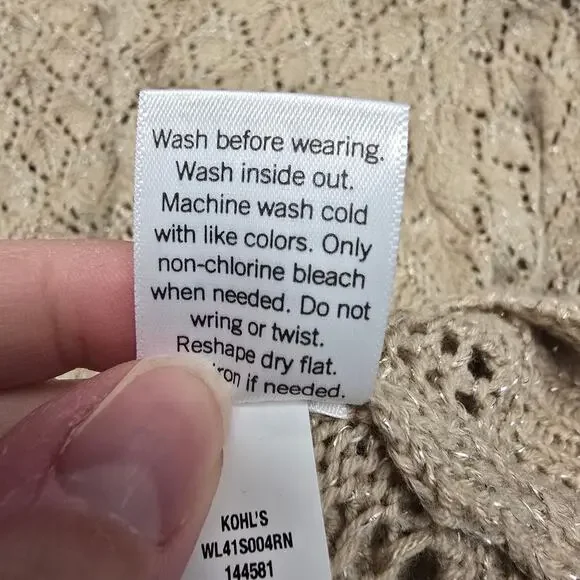 Wash before wearing.
Wash inside out.
Machine wash cold
with like colors. Only
non-chlorine bleach
when needed. Do not
wring or twist.
Reshape dry flat.
if needed.
KOHL'S
WL41S004RN
144581